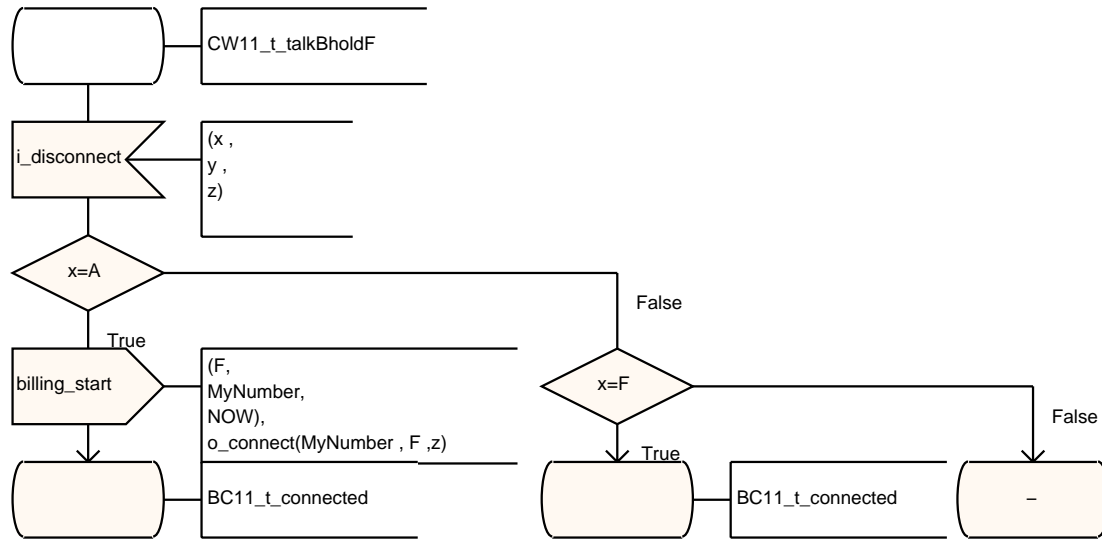 CW11_t_talkBholdF
i_disconnect
(x ,
y ,
z)
x=A
False
True
billing_start
(F,
MyNumber,
NOW),
o_connect(MyNumber , F ,z)
x=F
False
True
BC11_t_connected
BC11_t_connected
–